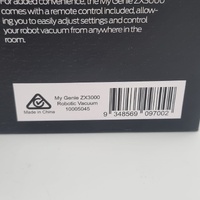 For added convenience, the My Genie ZX3000
comes with a remote control included, allow-
ing you to easily adjust settings and control
your robot vacuum from anywhere in the
room.
My Genie ZX3000
Robotic Vacuum
10005045
Made In China
9 348569 097002